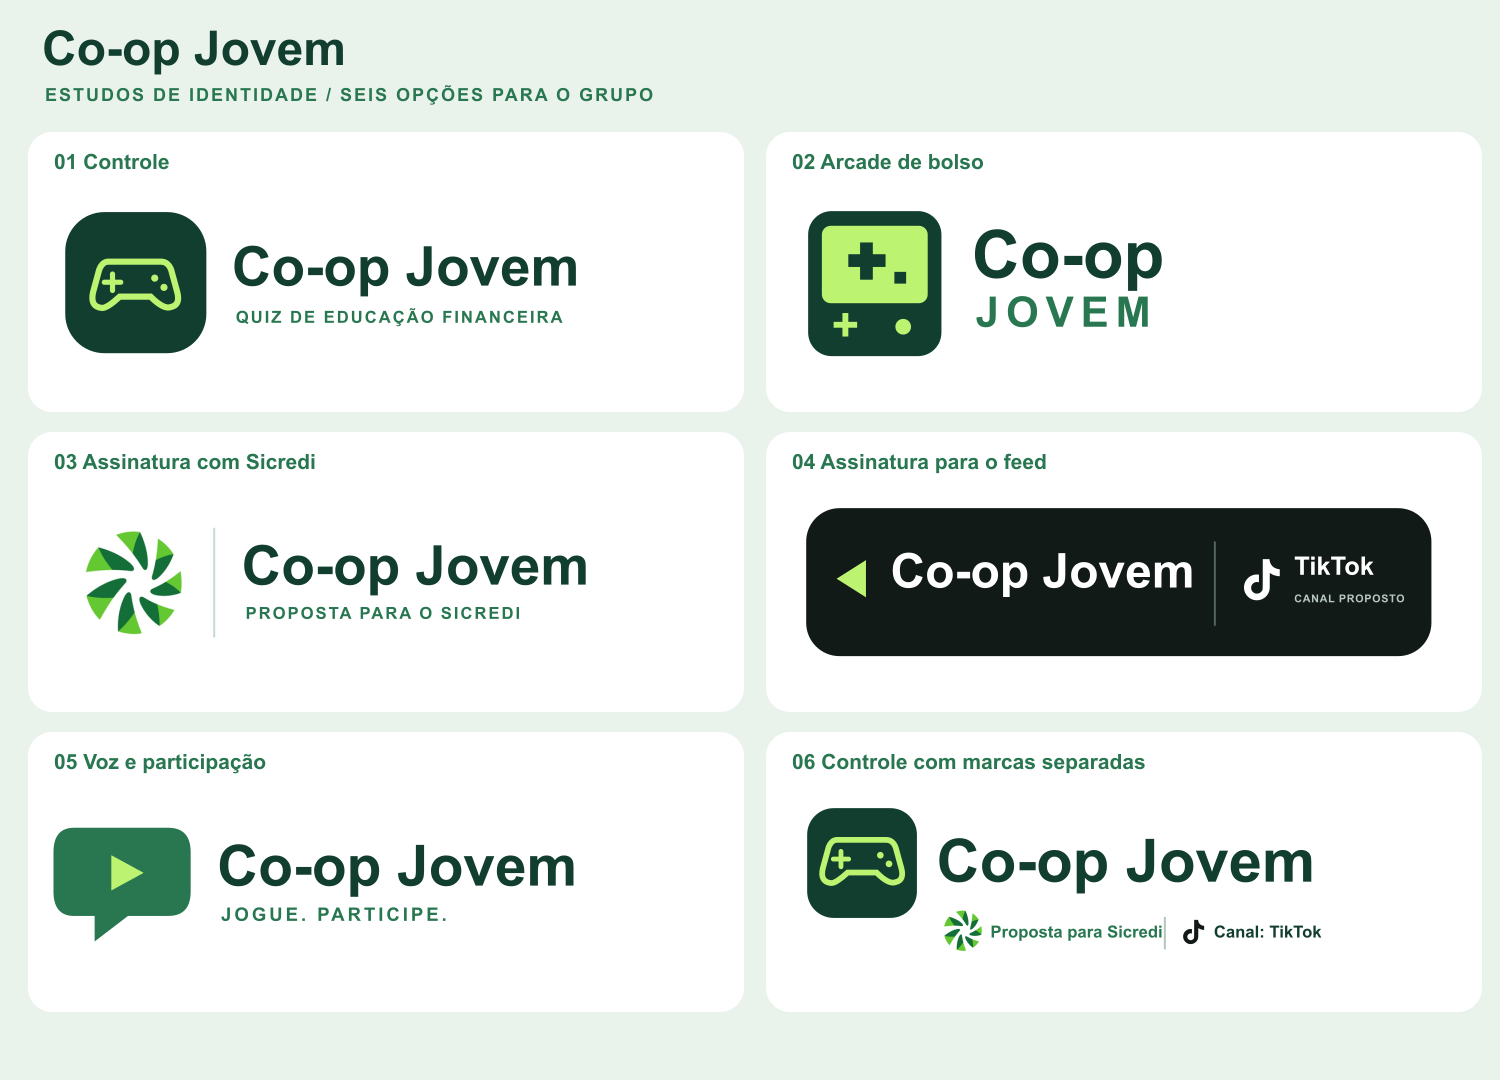 Co-op Jovem
ESTUDOS DE IDENTIDADE / SEIS OPÇÕES PARA O GRUPO
01 Controle
Co-op Jovem
QUIZ DE EDUCAÇÃO FINANCEIRA
02 Arcade de bolso
Co-op
JOVEM
03 Assinatura com Sicredi
Co-op Jovem
PROPOSTA PARA O SICREDI
04 Assinatura para o feed
Co-op Jovem
TikTok
CANAL PROPOSTO
05 Voz e participação
Co-op Jovem
JOGUE. PARTICIPE.
06 Controle com marcas separadas
Co-op Jovem
Proposta para Sicredi
Canal: TikTok